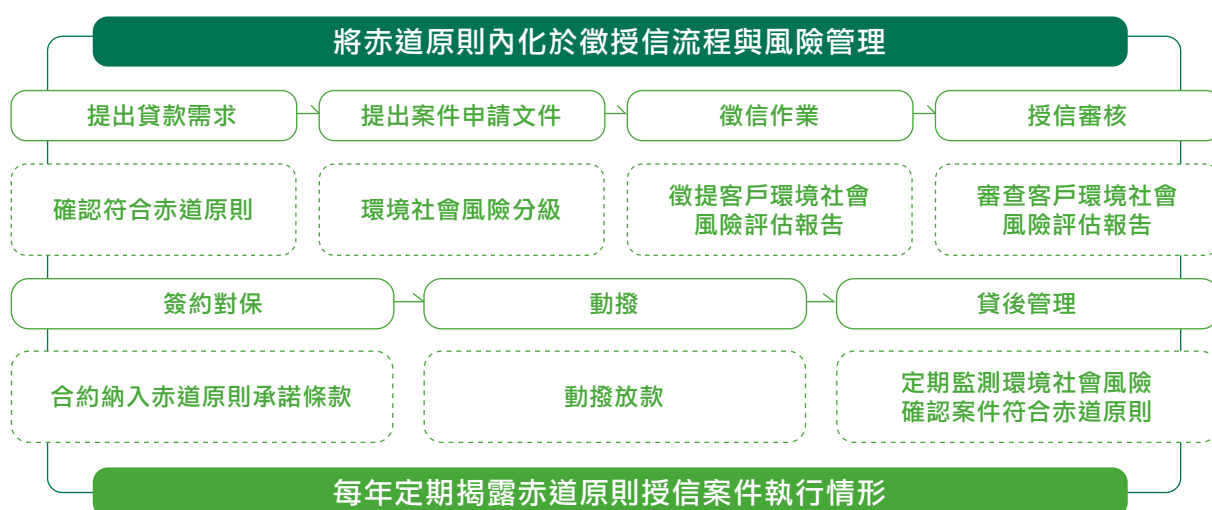 將赤道原則內化於徵授信流程與風險管理
提出貸款需求
提出案件申請文件
徵信作業
授信審核
確認符合赤道原則
環境社會風險分級
徵提客戶環境社會
風險評估報告
審查客戶環境社會
風險評估報告
簽約對保
動撥
貸後管理
合約納入赤道原則承諾條款
動撥放款
定期監測環境社會風險
確認案件符合赤道原則
每年定期揭露赤道原則授信案件執行情形